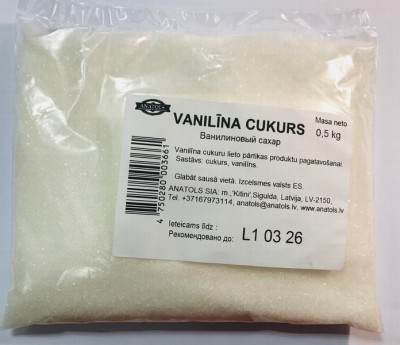 ANATOLS
VANILĪNA CUKURS
Masa neto
Ванилиновый сахар
0,5 kg
Vanilīna cukuru lieto pārtikas produktu pagatavošanai.
Sastāvs: cukurs, vanilīns.
Glabāt sausā vietā. Izcelsmes valsts ES.
ANATOLS SIA: m.,"Kitiņi",Sigulda, Latvija, LV-2150,
Tel. +37167973114, anatols@anatols.lv, www.anatols.lv
Ieteicams līdz :
Рекомендовано до:
L1 03 26
4 750280 003661